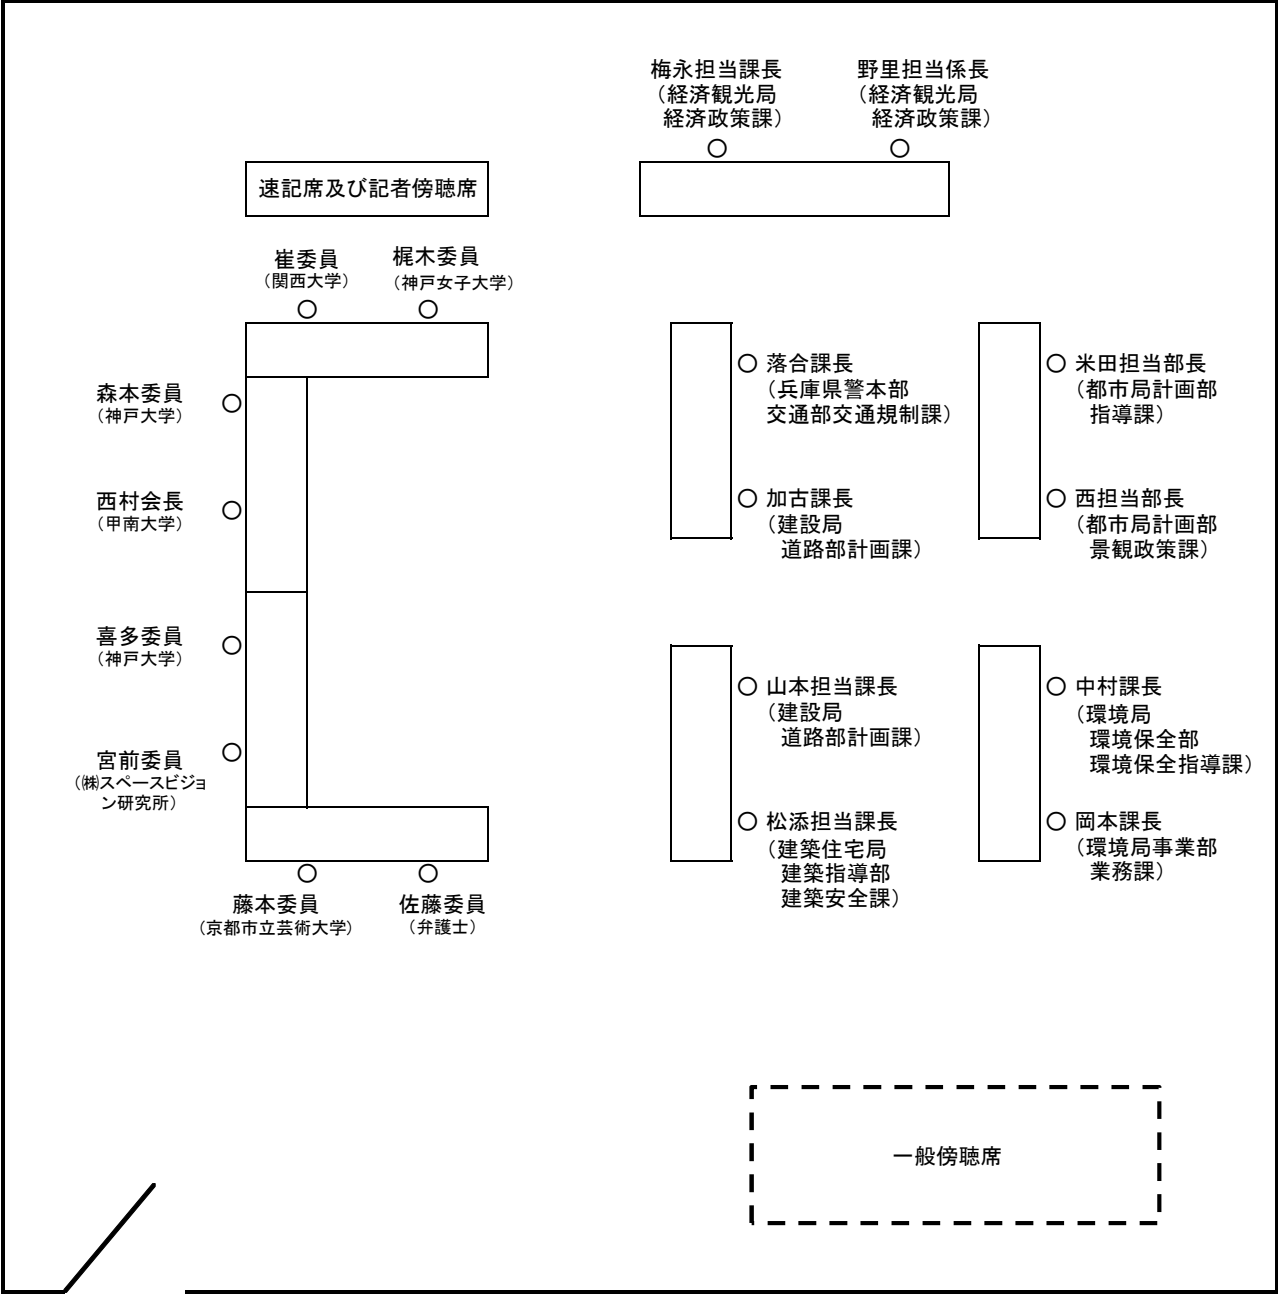 梅永担当課長
（経済観光局
経済政策課）
野里担当係長
（経済観光局
経済政策課）
速記席及び記者傍聴席
崔委員
（関西大学）
梶木委員
（神戸女子大学）
森本委員
（神戸大学）
西村会長
（甲南大学）
喜多委員
（神戸大学）
宮前委員
（㈱スペースビジョ
ン研究所）
藤本委員
（京都市立芸術大学）
佐藤委員
（弁護士）
落合課長
（兵庫県警本部
交通部交通規制課）
加古課長
（建設局
道路部計画課）
山本担当課長
（建設局
道路部計画課）
松添担当課長
（建築住宅局
建築指導部
建築安全課）
米田担当部長
（都市局計画部
指導課）
西担当部長
（都市局計画部
景観政策課）
中村課長
（環境局
環境保全部
環境保全指導課）
岡本課長
（環境局事業部
業務課）
一般傍聴席